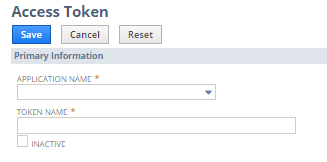 Access Token
Save Cancel Reset
Primary Information
APPLICATION NAME *
TOKEN NAME *
INACTIVE